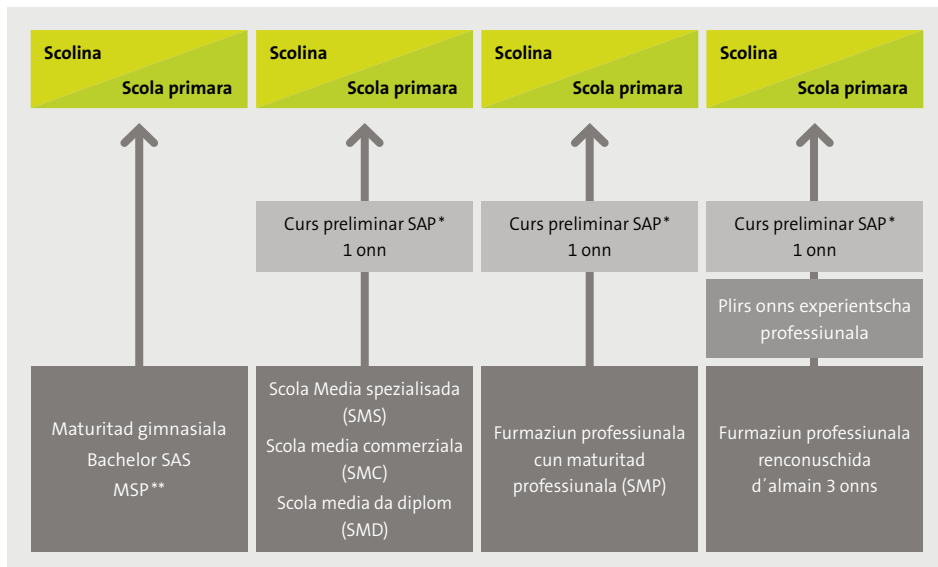 Scolina
Scola primara
Scolina
Scola primara
Scolina
Scola primara
Scolina
Scola primara
Curs preliminar SAP*
1 onn
Curs preliminar SAP*
1 onn
Curs preliminar SAP*
1 onn
Plirs onns experientscha
professiunala
Maturitad gimnasiala
Bachelor SAS
MSP**
Scola Media spezialisada
(SMS)
Scola media commerziala
(SMC)
Scola media da diplom
(SMD)
Furmaziun professiunala
cun maturitad
professiunala (SMP)
Furmaziun professiunala
renconuschida
d'almain 3 onns